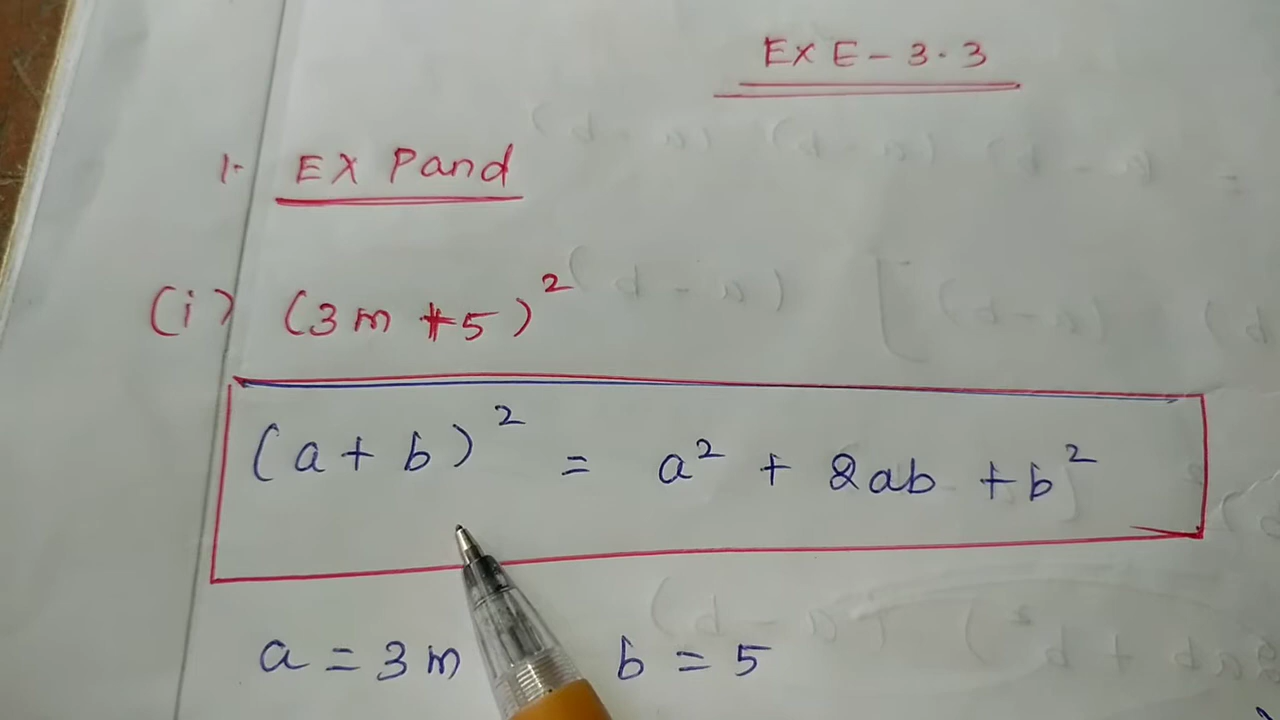 EXE-3.3
1. EXPand
(i) (3m+5)²
(a+b)² = a² + 2ab + b²
a = 3m b = 5